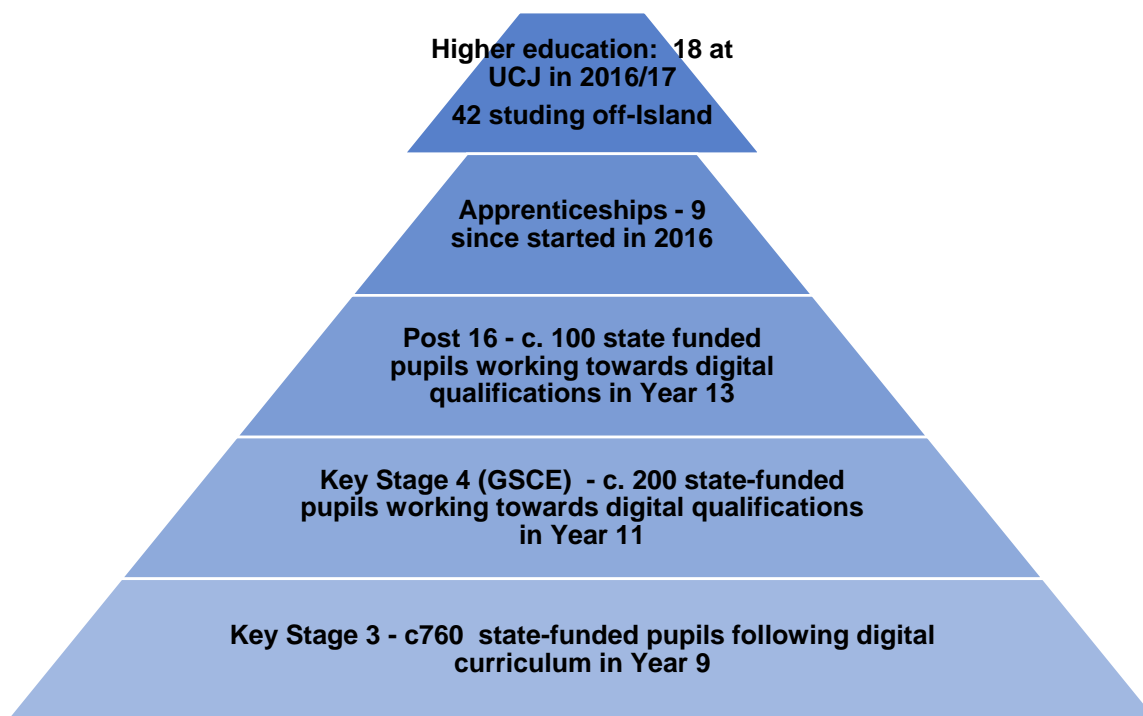 Higher education:  18 at
UCJ in 2016/17
42 studing off-Island
Apprenticeships - 9
since started in 2016
Post 16 - c. 100 state funded
pupils working towards digital
qualifications in Year 13
Key Stage 4 (GSCE)  - c. 200 state-funded
pupils working towards digital qualifications
in Year 11
Key Stage 3 - c760  state-funded pupils following digital
curriculum in Year 9